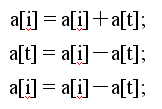 a[i] = a[i] + a[t];
a[t] = a[i] − a[t];
a[i] = a[i] − a[t];